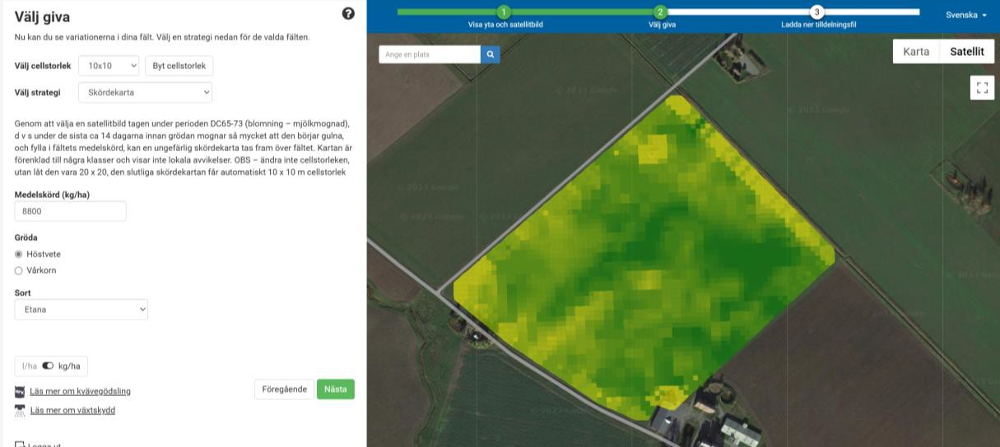 Välj giva
Nu kan du se variationerna i dina fält. Välj en strategi nedan för de valda fälten.
Välj cellstorlek 10x10 Byt cellstorlek
Välj strategi Skördekarta
Genom att välja en satellitbild tagen under perioden DC65-73 (blomning – mjölkmognad),
d v s under de sista ca 14 dagarna innan grödan mognar så mycket att den börjar gulna,
och fylla i fältets medelskörd, kan en ungefärlig skördekarta tas fram över fältet. Kartan är
förenklad till några klasser och visar inte lokala avvikelser. OBS – ändra inte cellstorleken,
utan låt den vara 20 x 20, den slutliga skördekartan får automatiskt 10 x 10 m cellstorlek
Medelskörd (kg/ha)
8800
Gröda
Höstvete
Vårkorn
Sort
Etana
l/ha kg/ha
Läs mer om kvävegödsling
Läs mer om växtskydd
Föregående Nästa
Logga ut
1 2 3
Visa yta och satellitbild Välj giva Ladda ner tilldelningsfil
Svenska
Ange en plats
Karta Satellit
© 2023 Google
© 2023 Google
© 2023 Google
© 2023 Google